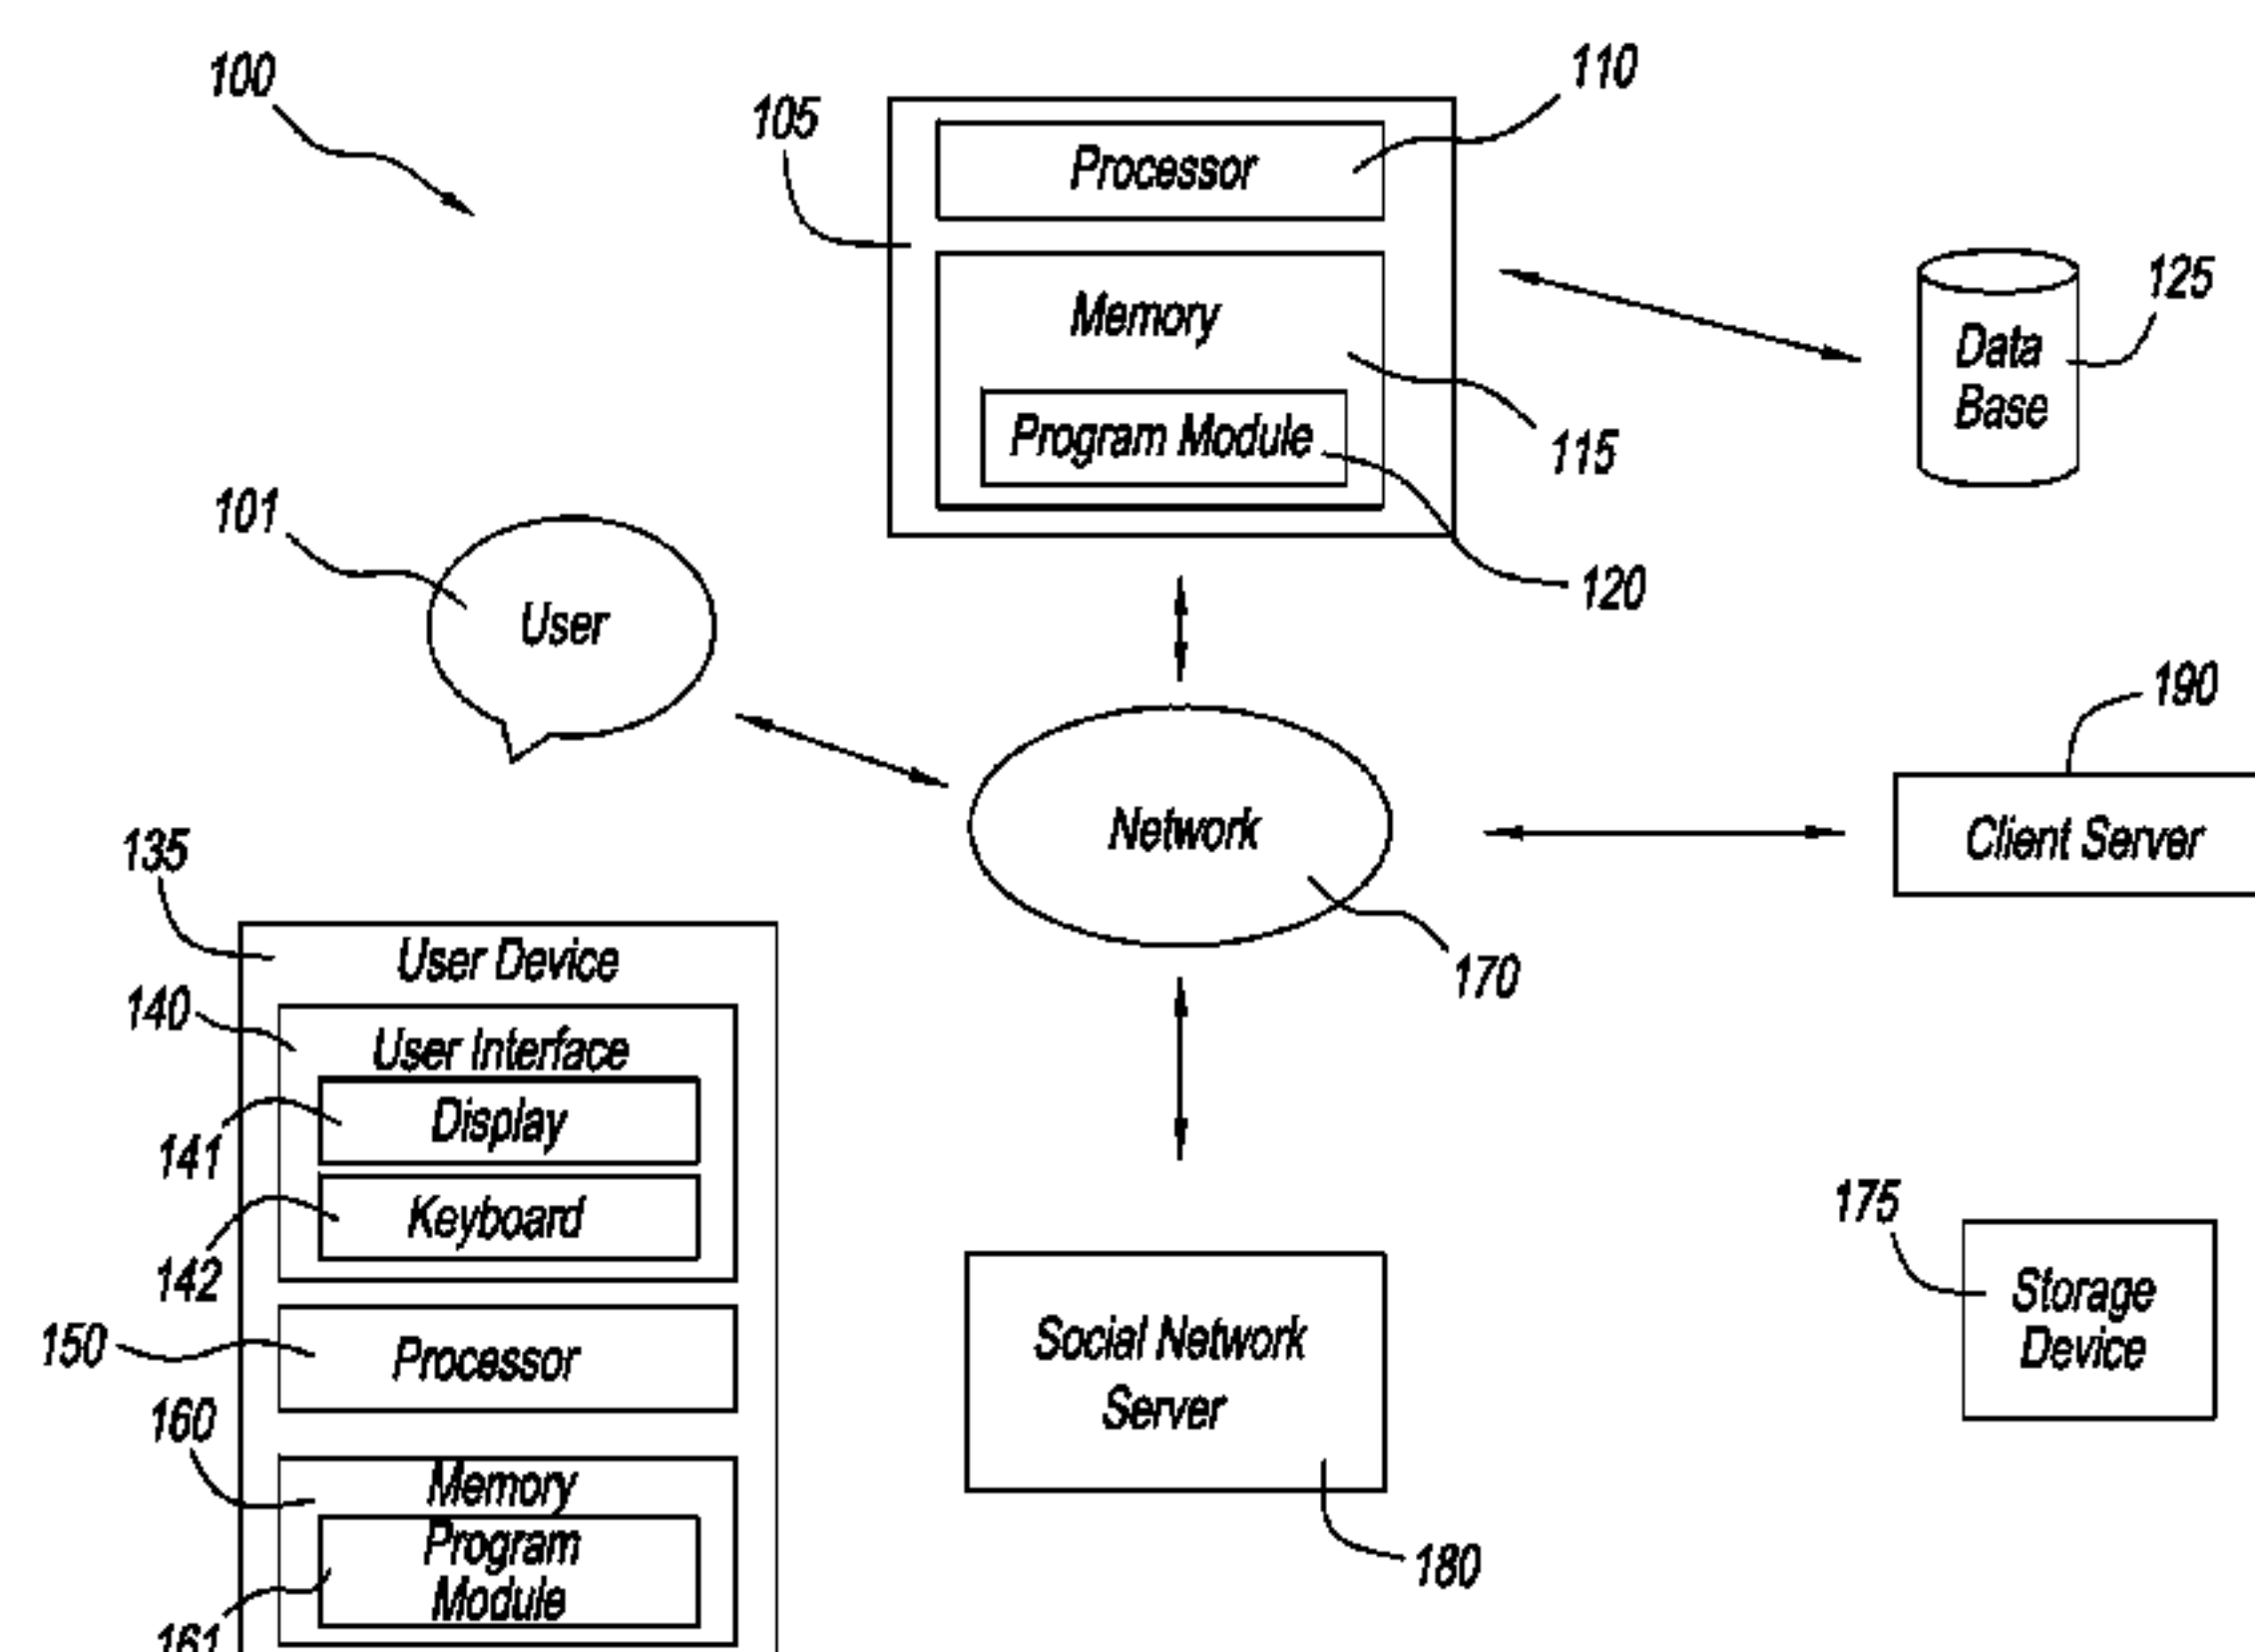 100
105
110
Processor
Memory
115
Program Module
120
125
Data
Base
101
User
Network
170
190
Client Server
135
User Device
140
User Interface
141
Display
142
Keyboard
150
Processor
160
Memory
161
Program
Module
Social Network
Server
180
175
Storage
Device